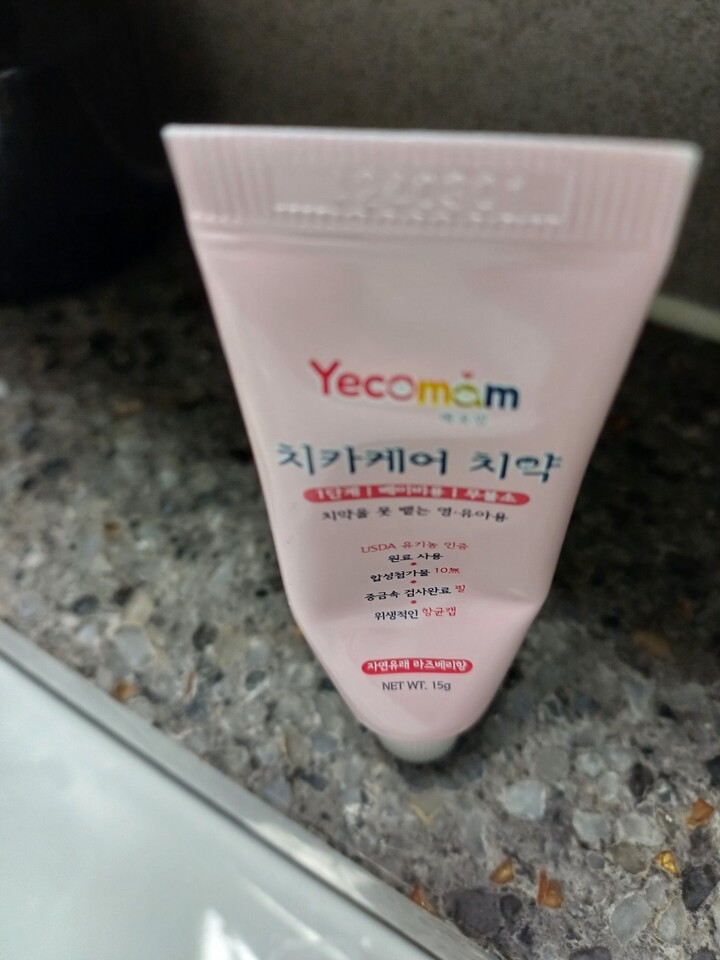 Yecomam
예코맘
치카케어 치약
1단계 | 베이비용 | 무불소
치약을 못 뱉는 영·유아용
USDA 유기농 인증
원료 사용
합성첨가물 10無
중금속 검사완료 필
위생적인 항균캡
자연유래 라즈베리향
NET WT. 15g